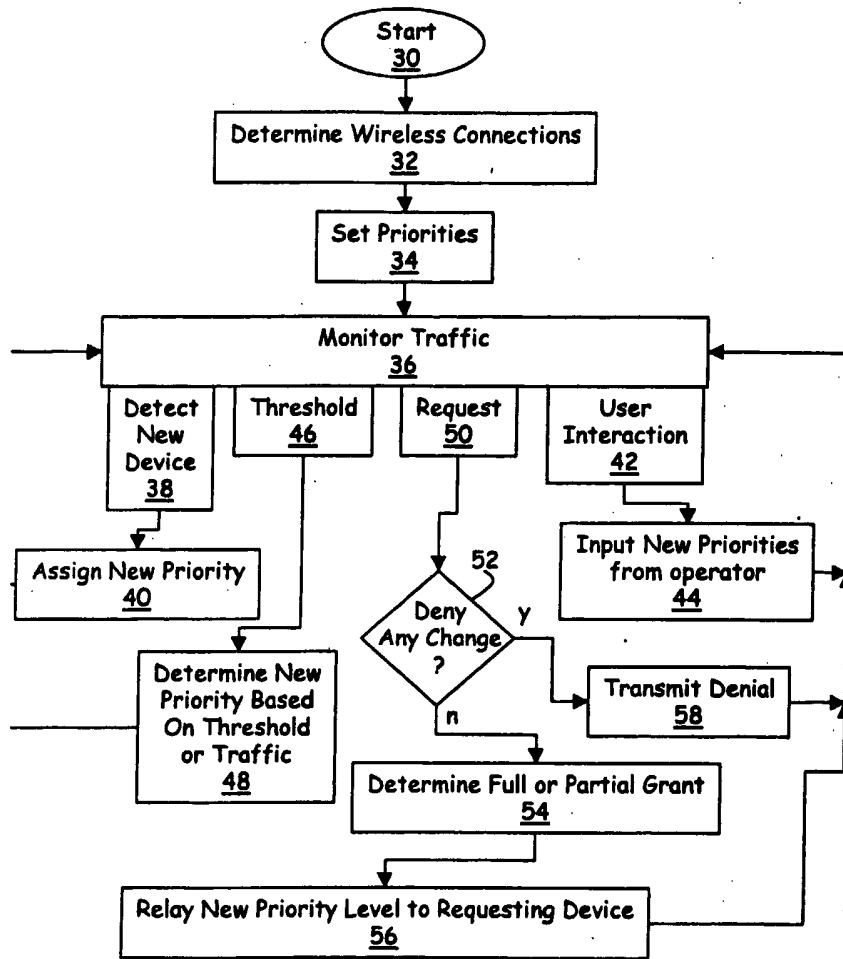 Start
30
Determine Wireless Connections
32
Set Priorities
34
Monitor Traffic
36
Detect
New
Device
38
Threshold
46
Request
50
User
Interaction
42
Assign New Priority
40
52
Deny
Any Change
?
y
n
Input New Priorities
from operator
44
Determine New
Priority Based
On Threshold
or Traffic
48
Transmit Denial
58
Determine Full or Partial Grant
54
Relay New Priority Level to Requesting Device
56